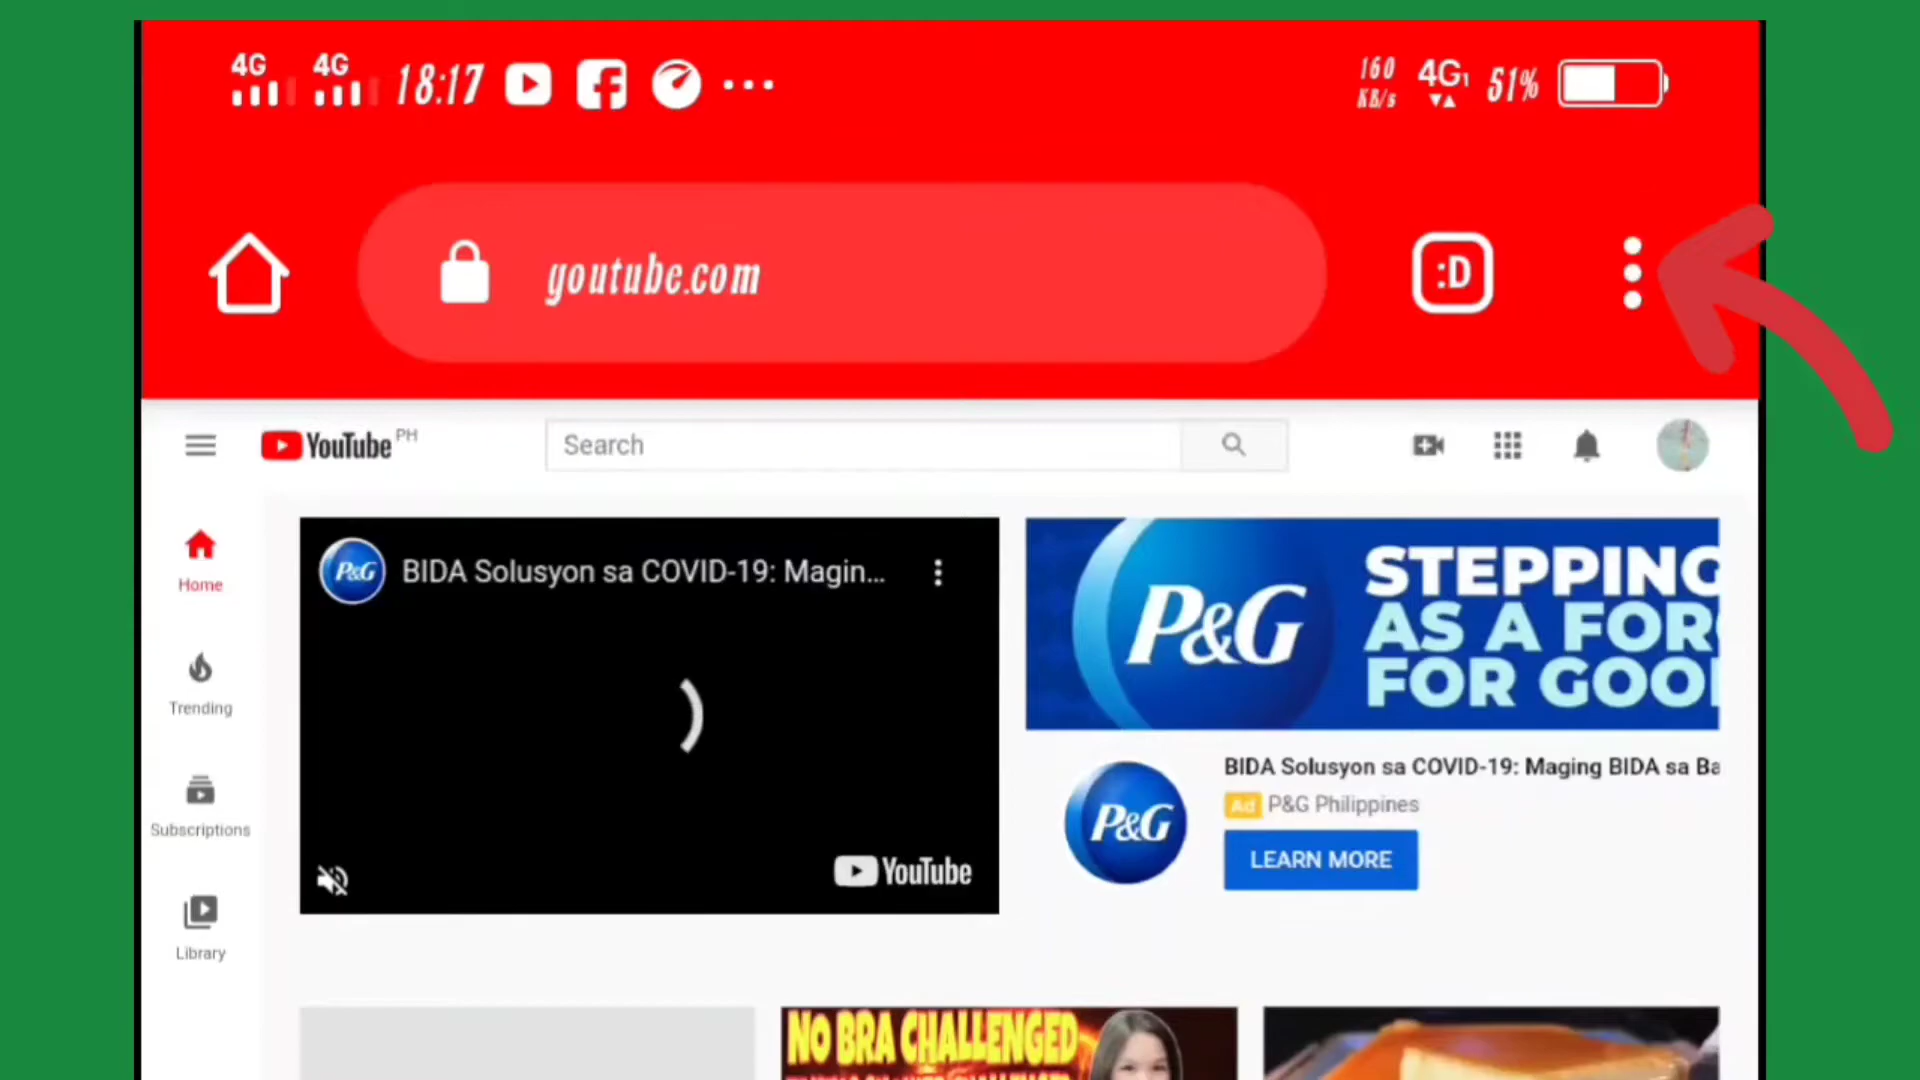 4G 4G 18:17
160 KB/s 4G1 51%
youtube.com
:D
YouTube PH
Search
Home
Trending
Subscriptions
Library
P&G BIDA Solusyon sa COVID-19: Magin...
YouTube
P&G
STEPPING
AS A FOR
FOR GOO
P&G
BIDA Solusyon sa COVID-19: Maging BIDA sa Ba
Ad P&G Philippines
LEARN MORE
NO BRA CHALLENGED